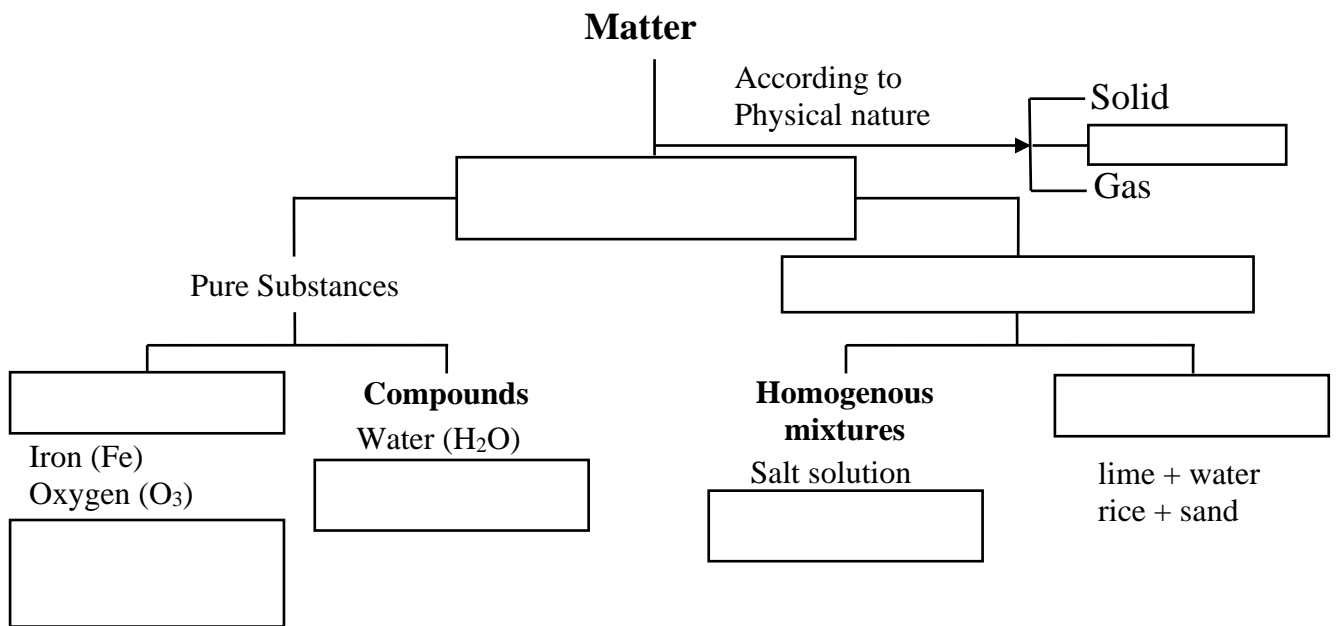 Matter
According to
Physical nature
Solid
Gas
Pure Substances
Compounds
Water (H₂O)
Homogenous
mixtures
Salt solution
Iron (Fe)
Oxygen (O₃)
lime + water
rice + sand